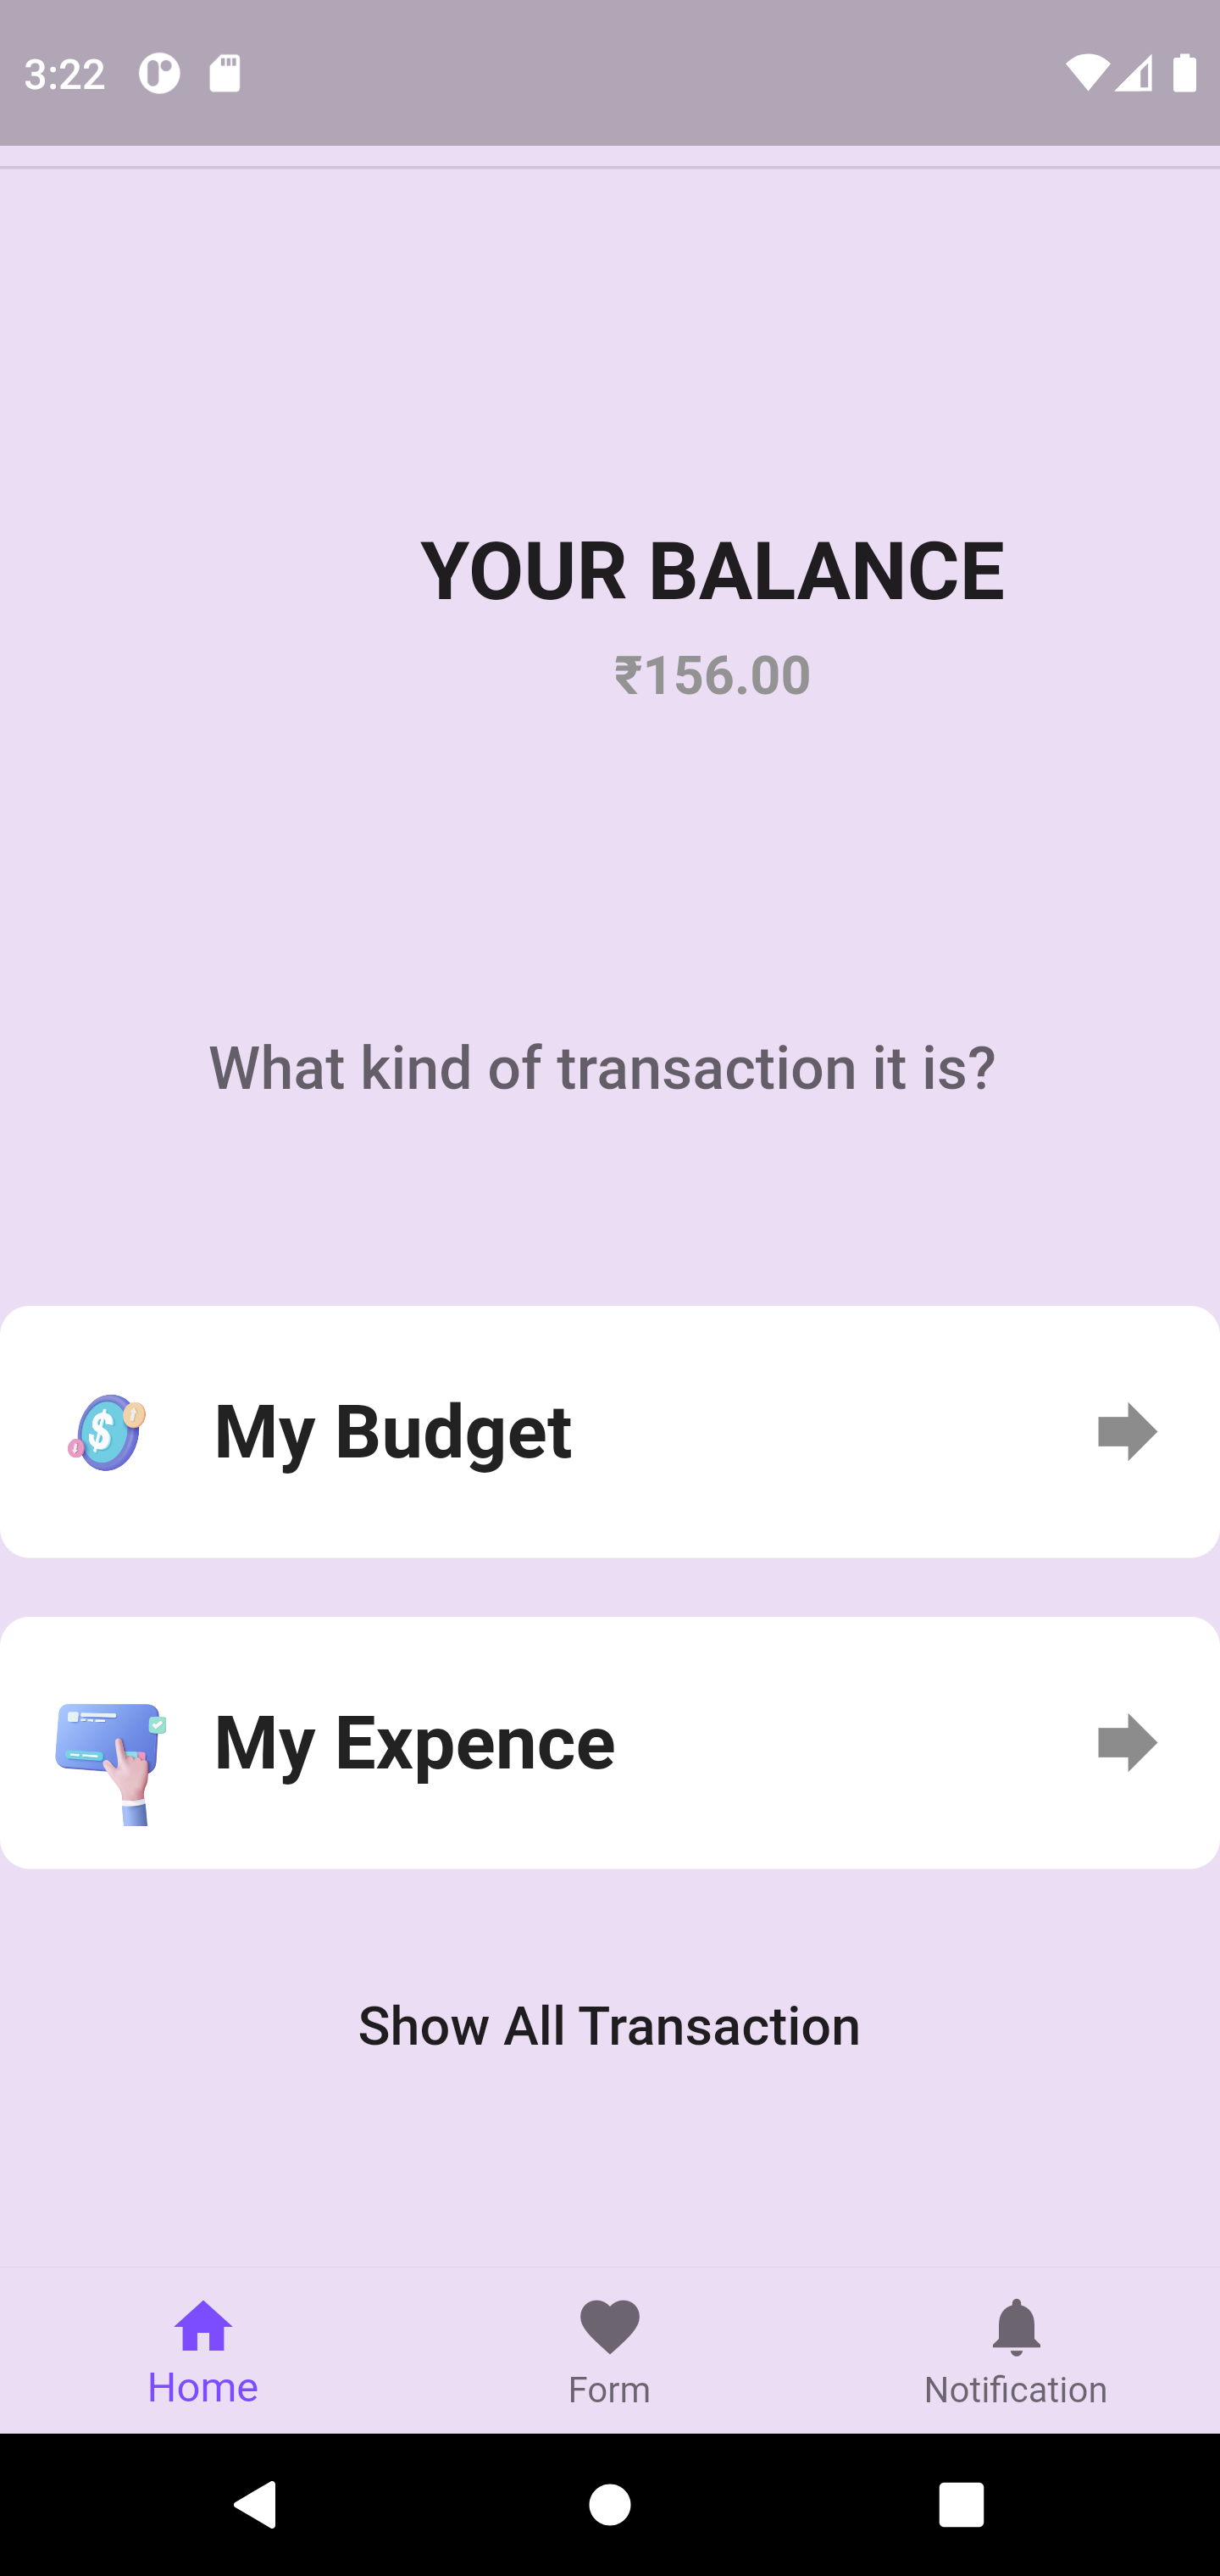 3:22
YOUR BALANCE
₹156.00
What kind of transaction it is?
$
My Budget
My Expence
Show All Transaction
Home
Form
Notification